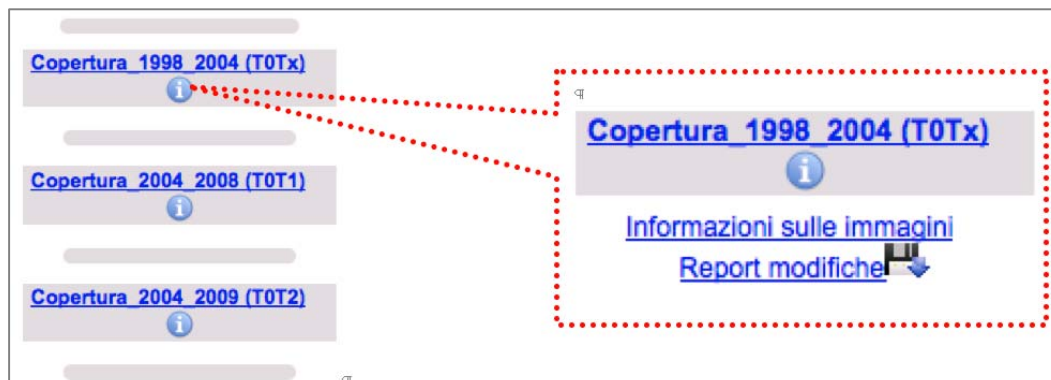 Copertura_1998_2004 (T0Tx)
Copertura_2004_2008 (T0T1)
Copertura_2004_2009 (T0T2)
¶
¶
Copertura_1998_2004 (T0Tx)
Informazioni sulle immagini
Report modifiche